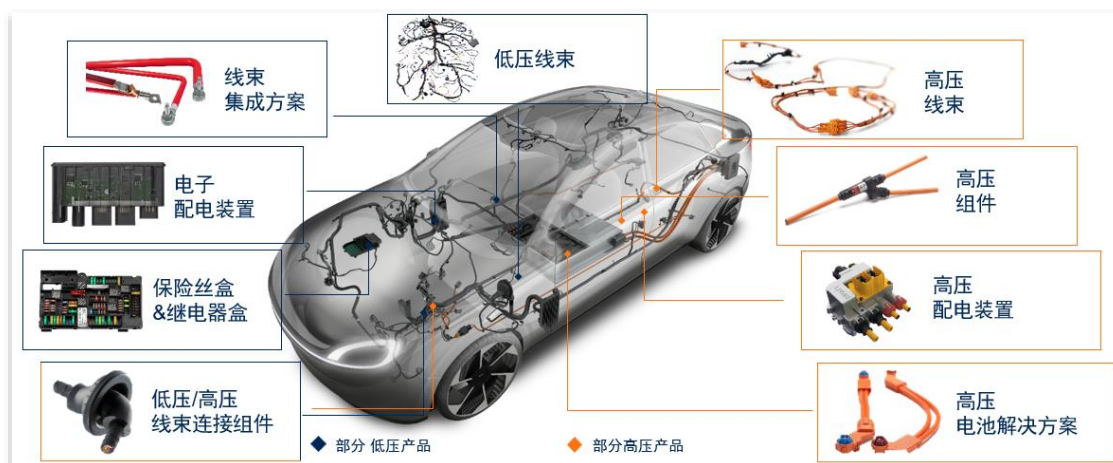 线束
集成方案
低压线束
高压
线束
电子
配电装置
高压
组件
保险丝盒
&继电器盒
高压
配电装置
低压/高压
线束连接组件
高压
电池解决方案
部分 低压产品
部分高压产品